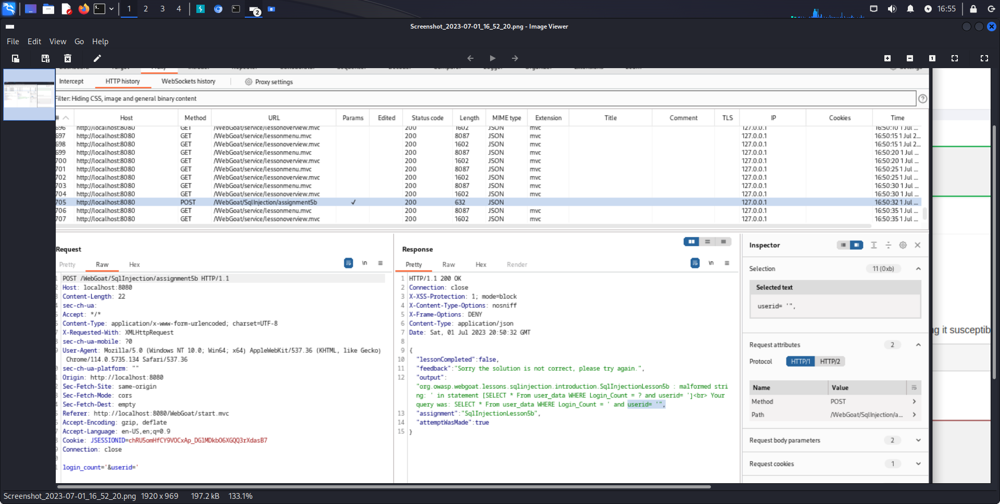 1 2 3 4 2 16:55
Screenshot_2023-07-01_16_52_20.png - Image Viewer
File Edit View Go Help
Intercept HTTP history WebSockets history Proxy settings
Filter: Hiding CSS, image and general binary content
# Host Method URL Params Edited Status code Length MIME type Extension Title Comment TLS IP Cookies Time
696 http://localhost:8080 GET /WebGoat/service/lessonoverview.mvc 200 1602 JSON mvc 127.0.0.1 16:50:10 1 Jul ...
697 http://localhost:8080 GET /WebGoat/service/lessonmenu.mvc 200 8087 JSON mvc 127.0.0.1 16:50:15 1 Jul 2...
698 http://localhost:8080 GET /WebGoat/service/lessonoverview.mvc 200 1602 JSON mvc 127.0.0.1 16:50:15 1 Jul 2...
699 http://localhost:8080 GET /WebGoat/service/lessonmenu.mvc 200 8087 JSON mvc 127.0.0.1 16:50:20 1 Jul ...
700 http://localhost:8080 GET /WebGoat/service/lessonoverview.mvc 200 1602 JSON mvc 127.0.0.1 16:50:20 1 Jul ...
701 http://localhost:8080 GET /WebGoat/service/lessonmenu.mvc 200 8087 JSON mvc 127.0.0.1 16:50:25 1 Jul ...
702 http://localhost:8080 GET /WebGoat/service/lessonoverview.mvc 200 1602 JSON mvc 127.0.0.1 16:50:25 1 Jul ...
703 http://localhost:8080 GET /WebGoat/service/lessonmenu.mvc 200 8087 JSON mvc 127.0.0.1 16:50:30 1 Jul ...
704 http://localhost:8080 GET /WebGoat/service/lessonoverview.mvc 200 1602 JSON mvc 127.0.0.1 16:50:30 1 Jul ...
705 http://localhost:8080 POST /WebGoat/SqlInjection/assignment5b ✓ 200 632 JSON 127.0.0.1 16:50:32 1 Jul ...
706 http://localhost:8080 GET /WebGoat/service/lessonmenu.mvc 200 8087 JSON mvc 127.0.0.1 16:50:35 1 Jul ...
707 http://localhost:8080 GET /WebGoat/service/lessonoverview.mvc 200 1602 JSON mvc 127.0.0.1 16:50:35 1 Jul ...
Request
Pretty Raw Hex \n
POST /WebGoat/SqlInjection/assignment5b HTTP/1.1
Host: localhost:8080
Content-Length: 22
sec-ch-ua:
Accept: */*
Content-Type: application/x-www-form-urlencoded; charset=UTF-8
X-Requested-With: XMLHttpRequest
sec-ch-ua-mobile: ?0
User-Agent: Mozilla/5.0 (Windows NT 10.0; Win64; x64) AppleWebKit/537.36 (KHTML, like Gecko)
Chrome/114.0.5735.134 Safari/537.36
sec-ch-ua-platform: ""
Origin: http://localhost:8080
Sec-Fetch-Site: same-origin
Sec-Fetch-Mode: cors
Sec-Fetch-Dest: empty
Referer: http://localhost:8080/WebGoat/start.mvc
Accept-Encoding: gzip, deflate
Accept-Language: en-US,en;q=0.9
Cookie: JSESSIONID=chRU5omHfCY9VOCxAp_DGlMDkbO6XGQQ3rXdasB7
Connection: close
login_count='&userid='
Response
Pretty Raw Hex Render \n
1 HTTP/1.1 200 OK
2 Connection: close
3 X-XSS-Protection: 1; mode=block
4 X-Content-Type-Options: nosniff
5 X-Frame-Options: DENY
6 Content-Type: application/json
7 Date: Sat, 01 Jul 2023 20:50:32 GMT
8
9 {
10 "lessonCompleted":false,
11 "feedback":"Sorry the solution is not correct, please try again.",
12 "output":
"org.owasp.webgoat.lessons.sqlinjection.introduction.SqlInjectionLesson5b : malformed stri
ng: ' in statement [SELECT * From user_data WHERE Login_Count = ? and userid= ']<br> Your
query was: SELECT * From user_data WHERE Login_Count = ' and userid= '",
13 "assignment":"SqlInjectionLesson5b",
14 "attemptWasMade":true
15 }
Inspector
Selection 11 (0xb)
Selected text
userid= '",
Request attributes 2
Protocol HTTP/1 HTTP/2
Name Value
Method POST
Path /WebGoat/SqlInjection/a...
Request body parameters 2
Request cookies 1
g it susceptib
Screenshot_2023-07-01_16_52_20.png 1920 x 969 197.2 kB 133.1%